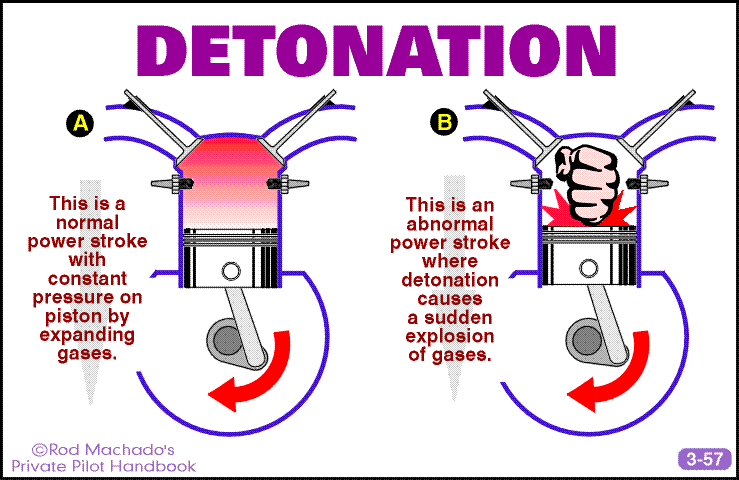 DETONATION
A
This is a
normal
power stroke
with
constant
pressure on
piston by
expanding
gases.
B
This is an
abnormal
power stroke
where
detonation
causes
a sudden
explosion
of gases.
©Rod Machado's
Private Pilot Handbook
3-57